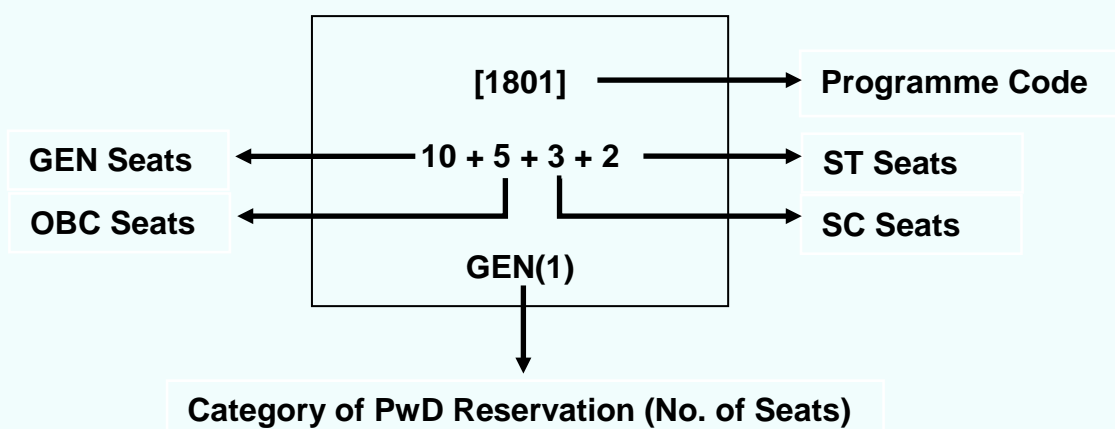 [1801]
Programme Code
GEN Seats
10 + 5 + 3 + 2
ST Seats
OBC Seats
SC Seats
GEN(1)
Category of PwD Reservation (No. of Seats)